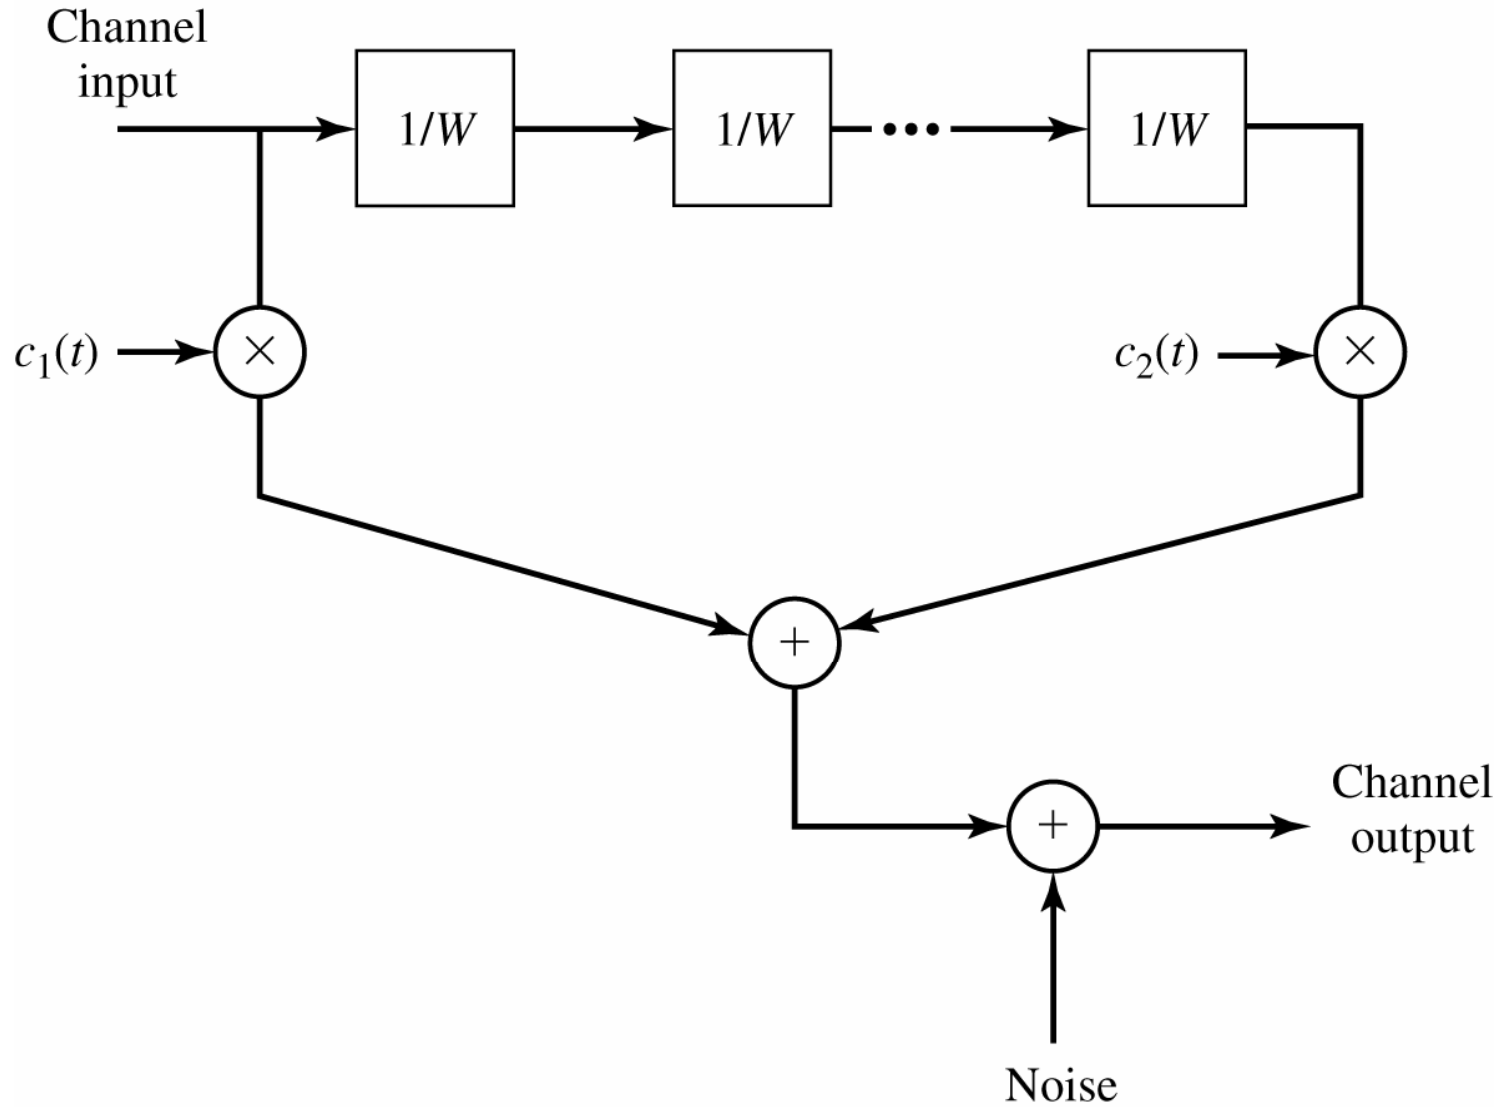 Channel
input
1/W
1/W
•••
1/W
c₁(t)
×
c₂(t)
×
+
+
Channel
output
Noise